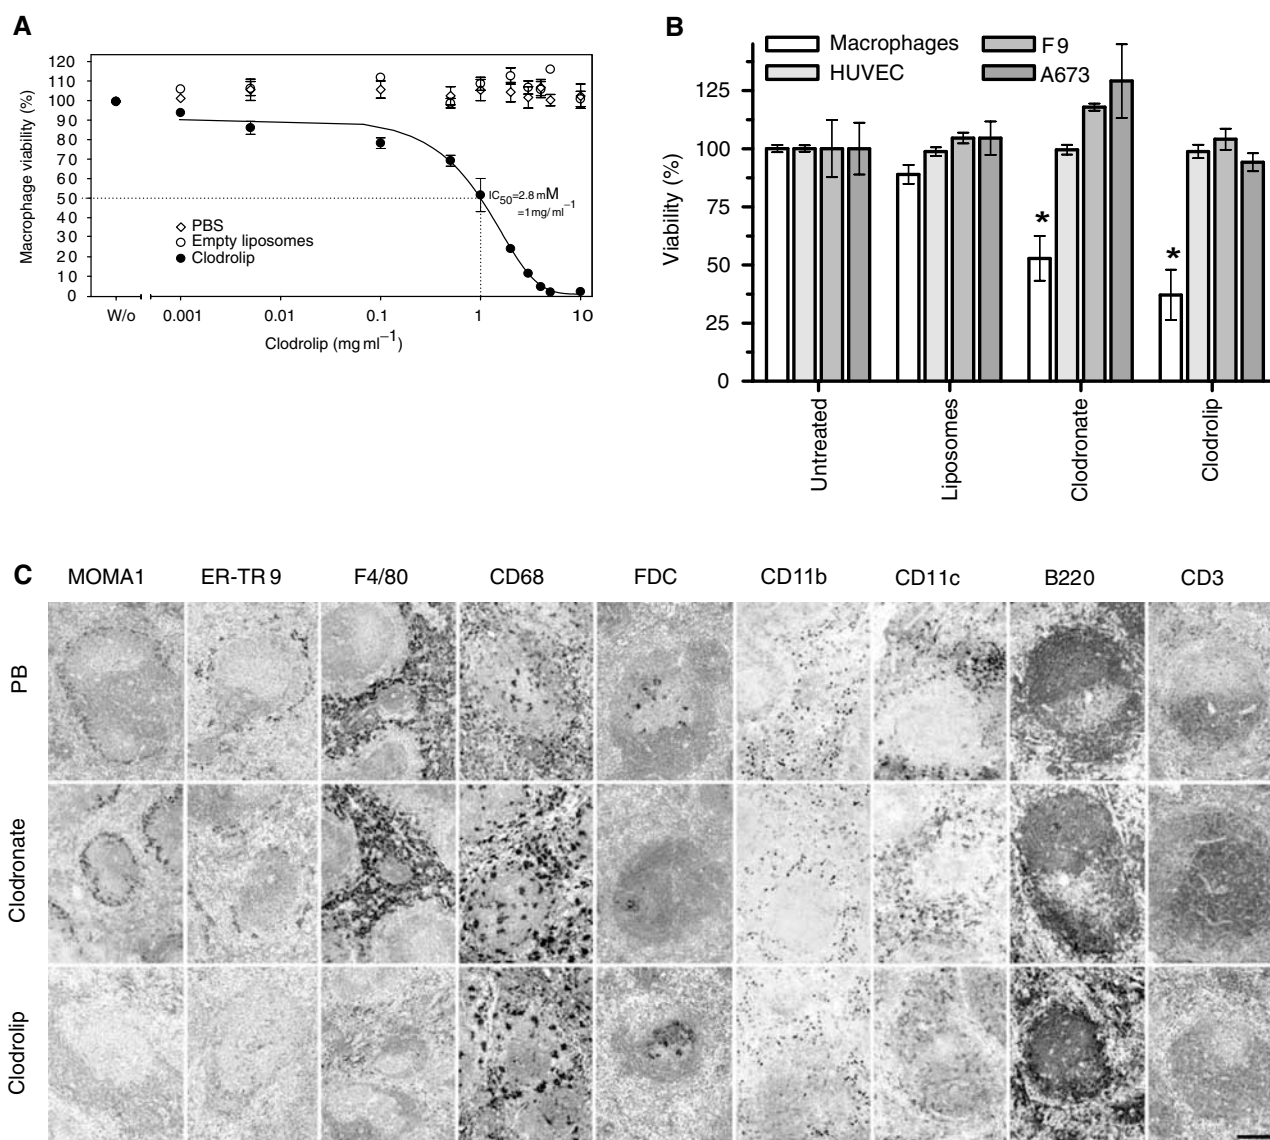 A
Macrophage viability (%)
120
110
100
90
80
70
60
50
40
30
20
10
0
IC50=2.8 mM
=1mg/ml−1
PBS
Empty liposomes
Clodrolip
W/o 0.001 0.01 0.1 1 10
Clodrolip (mg ml−1)
B
Macrophages F9
HUVEC A673
Viability (%)
125
100
75
50
25
0
* *
Untreated Liposomes Clodronate Clodrolip
C MOMA1 ER-TR 9 F4/80 CD68 FDC CD11b CD11c B220 CD3
PB
Clodronate
Clodrolip